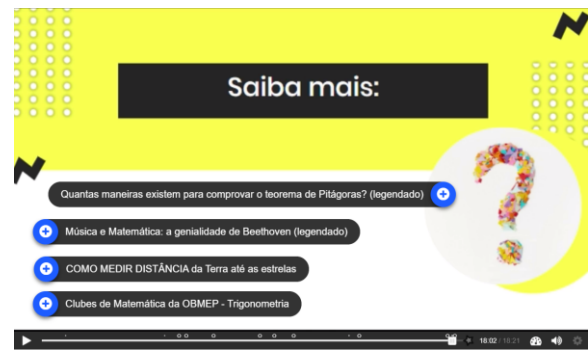 Saiba mais:
Quantas maneiras existem para comprovar o teorema de Pitágoras? (legendado)
Música e Matemática: a genialidade de Beethoven (legendado)
COMO MEDIR DISTÂNCIA da Terra até as estrelas
Clubes de Matemática da OBMEP - Trigonometria
18:02 / 18:21